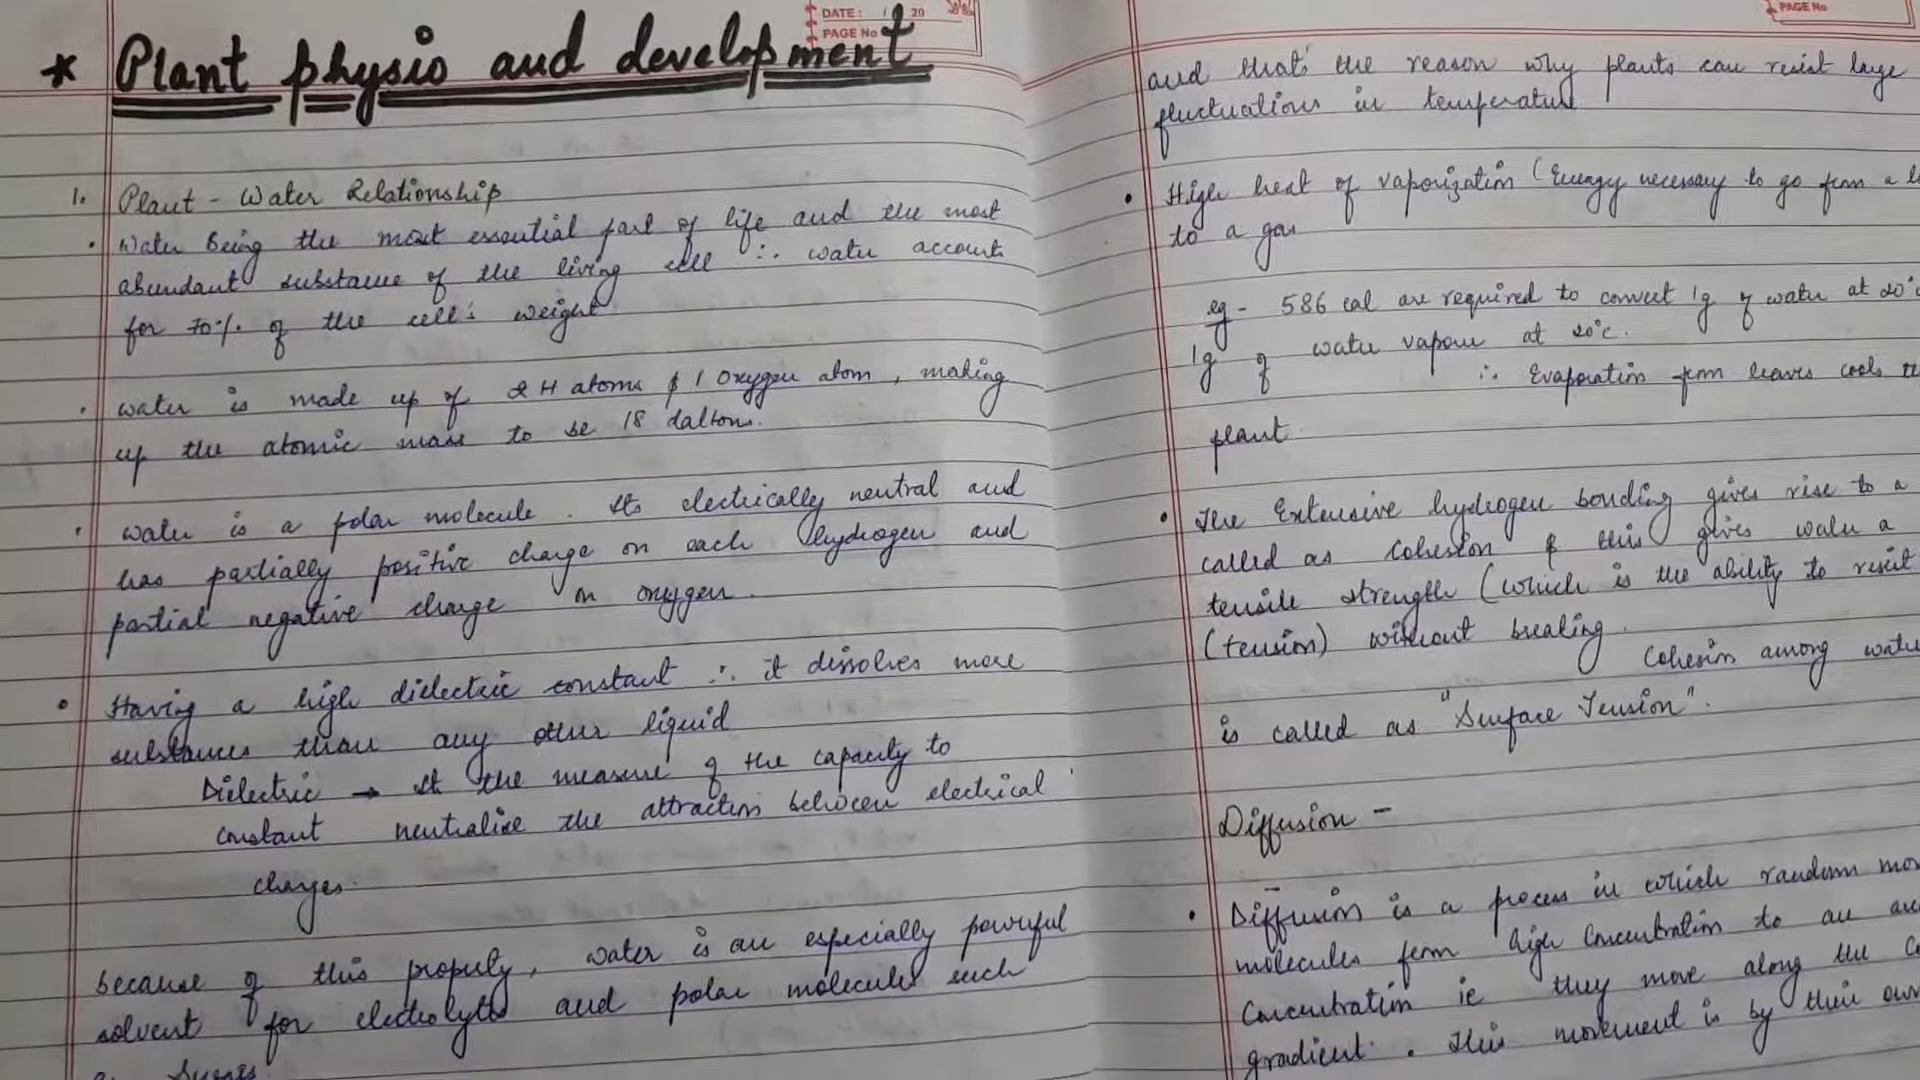 DATE: / 20
PAGE No
* Plant physio and development
1. Plant - Water Relationship
• Water Being the most essential part of life and the most
abundant substance of the living cell ∴ water accounts
for 70% of the cell's weight.
• water is made up of 2 H atoms & 1 Oxygen atom, making
up the atomic mass to be 18 daltons.
• water is a polar molecule. Its electrically neutral and
has partially positive charge on each Hydrogen and
partial negative charge on oxygen.
• Having a high dielectric constant ∴ it dissolves more
substances than any other liquid
Dielectric → It the measure of the capacity to
constant neutralise the attraction between electrical
charges.
because of this property, water is an especially powerful
solvent for electrolytes and polar molecules such
as Sugars.
PAGE No
and that's the reason why plants can resist large
fluctuations in temperature
• High heat of vaporization (Energy necessary to go from a
to a gas
eg - 586 cal are required to convert 1g of water at 20°c
1g of water vapour at 20°c.
∴ Evaporation from leaves cools
plant.
• The Extensive hydrogen bonding gives rise to a
called as Cohesion & this gives water a
tensile strength (which is the ability to resist
(tension) without breaking.
Cohesion among water
is called as "Surface Tension".
Diffusion -
• Diffusion is a process in which random
molecules from high Concentration to an
Concentration ie they move along the
gradient. This movement is by their own